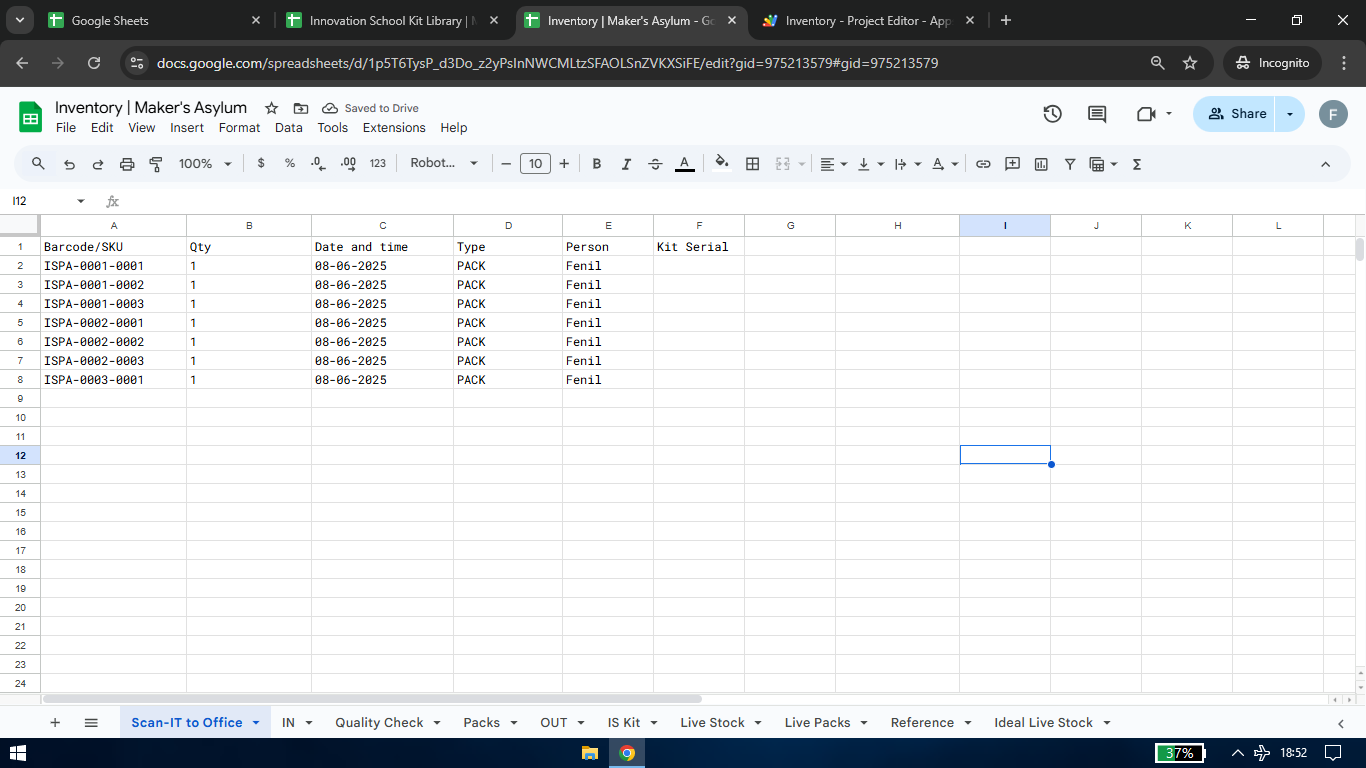 Google Sheets
Innovation School Kit Library |
Inventory | Maker's Asylum - Go
Inventory - Project Editor - App
docs.google.com/spreadsheets/d/1p5T6TysP_d3Do_z2yPsInNWCMLtzSFAOLSnZVKXSiFE/edit?gid=975213579#gid=975213579
Incognito
Inventory | Maker's Asylum
Saved to Drive
File Edit View Insert Format Data Tools Extensions Help
Share
F
100% $ % .0 .00 123 Robot... − 10 + B I S A Σ
I12 fx
A B C D E F G H I J K L
1 Barcode/SKU Qty Date and time Type Person Kit Serial
2 ISPA-0001-0001 1 08-06-2025 PACK Fenil
3 ISPA-0001-0002 1 08-06-2025 PACK Fenil
4 ISPA-0001-0003 1 08-06-2025 PACK Fenil
5 ISPA-0002-0001 1 08-06-2025 PACK Fenil
6 ISPA-0002-0002 1 08-06-2025 PACK Fenil
7 ISPA-0002-0003 1 08-06-2025 PACK Fenil
8 ISPA-0003-0001 1 08-06-2025 PACK Fenil
9
10
11
12
13
14
15
16
17
18
19
20
21
22
23
24
Scan-IT to Office IN Quality Check Packs OUT IS Kit Live Stock Live Packs Reference Ideal Live Stock
37% 18:52